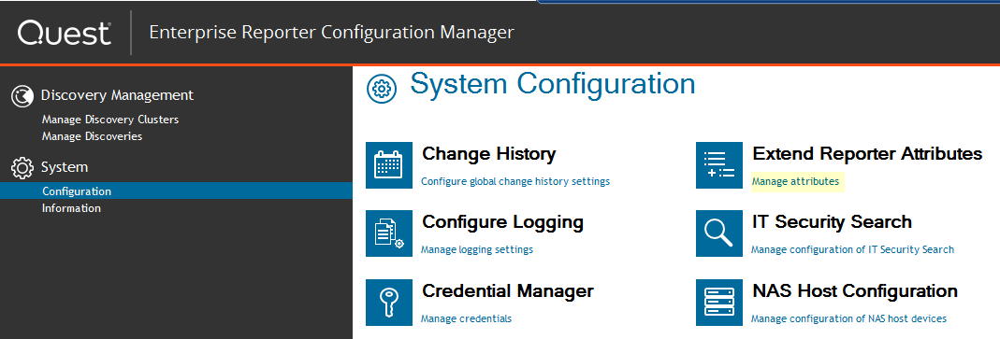 Quest Enterprise Reporter Configuration Manager
Discovery Management
Manage Discovery Clusters
Manage Discoveries
System
Configuration
Information
System Configuration
Change History
Configure global change history settings
Extend Reporter Attributes
Manage attributes
Configure Logging
Manage logging settings
IT Security Search
Manage configuration of IT Security Search
Credential Manager
Manage credentials
NAS Host Configuration
Manage configuration of NAS host devices